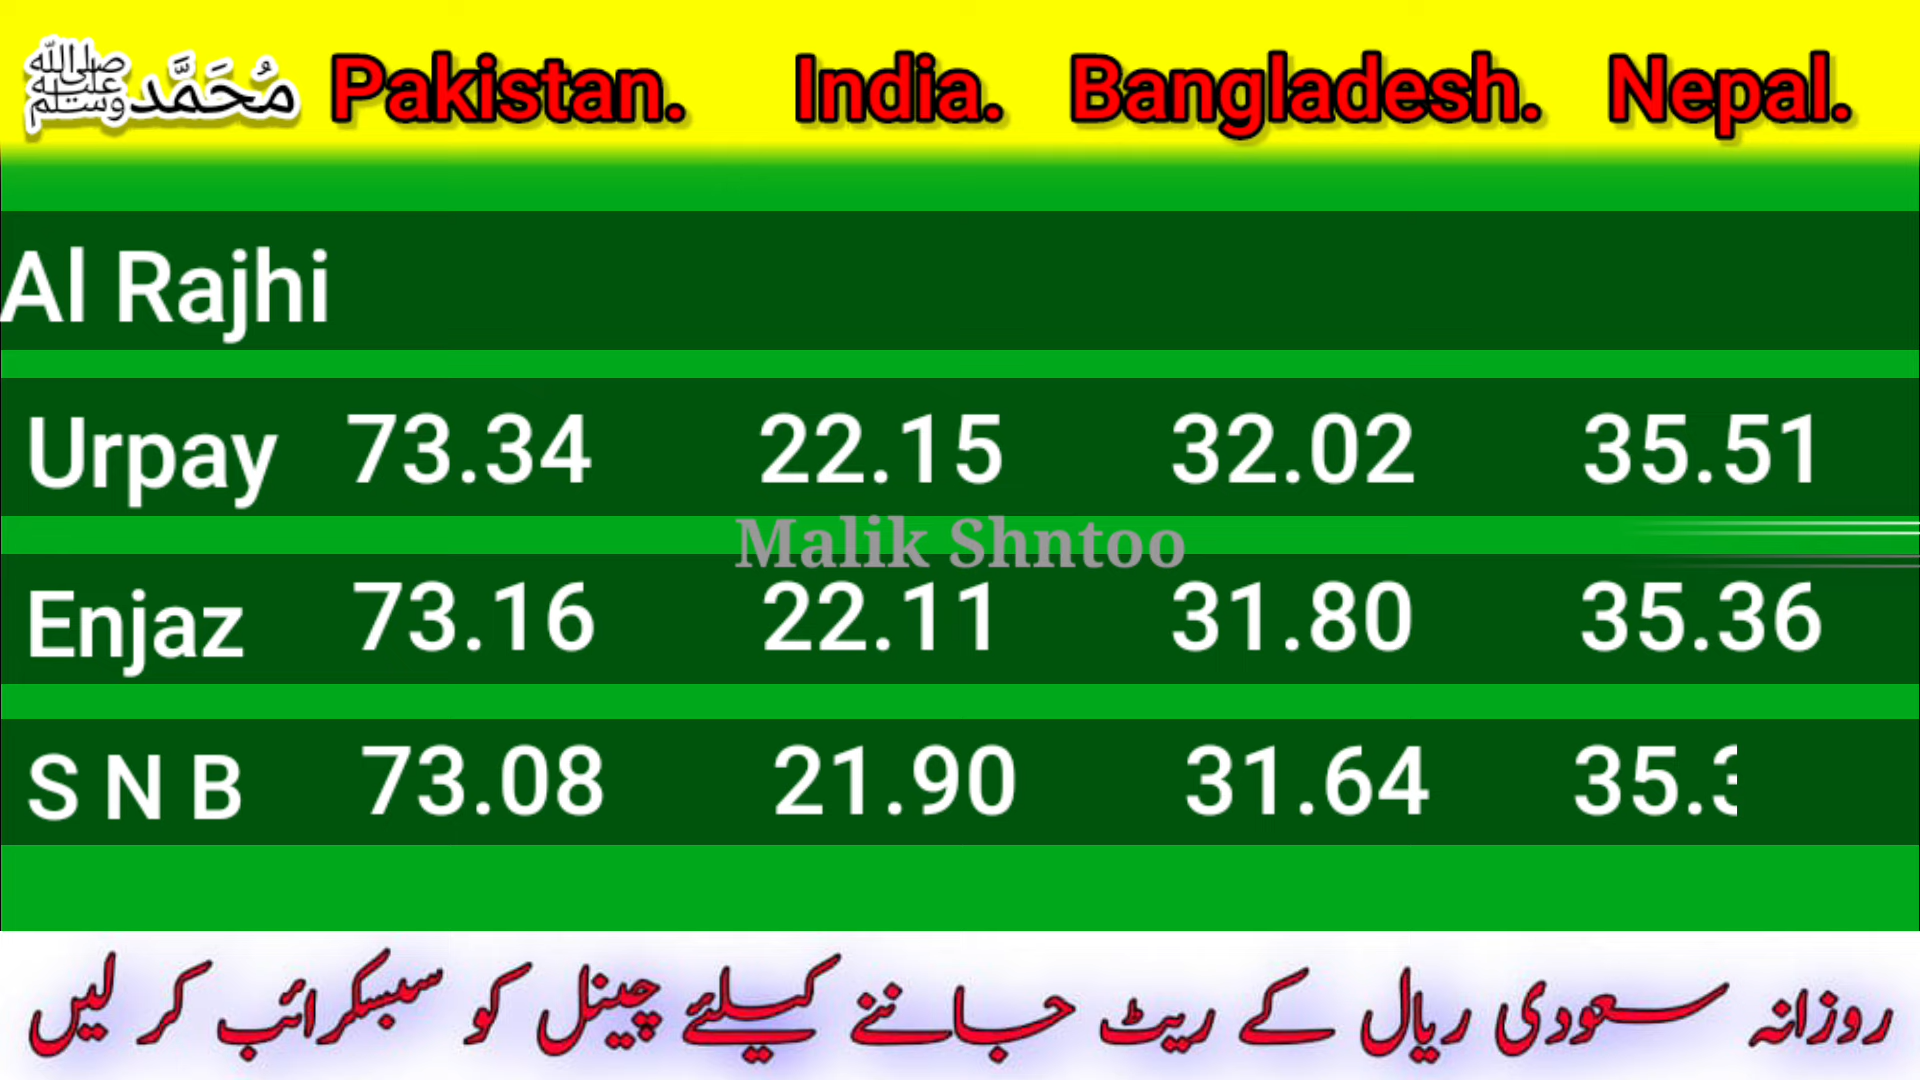 مُحَمَّد ﷺ Pakistan. India. Bangladesh. Nepal.
Al Rajhi
Urpay 73.34 22.15 32.02 35.51
Malik Shntoo
Enjaz 73.16 22.11 31.80 35.36
S N B 73.08 21.90 31.64 35.3
روزانہ سعودی ریال کے ریٹ جاننے کیلئے چینل کو سبسکرائب کر لیں